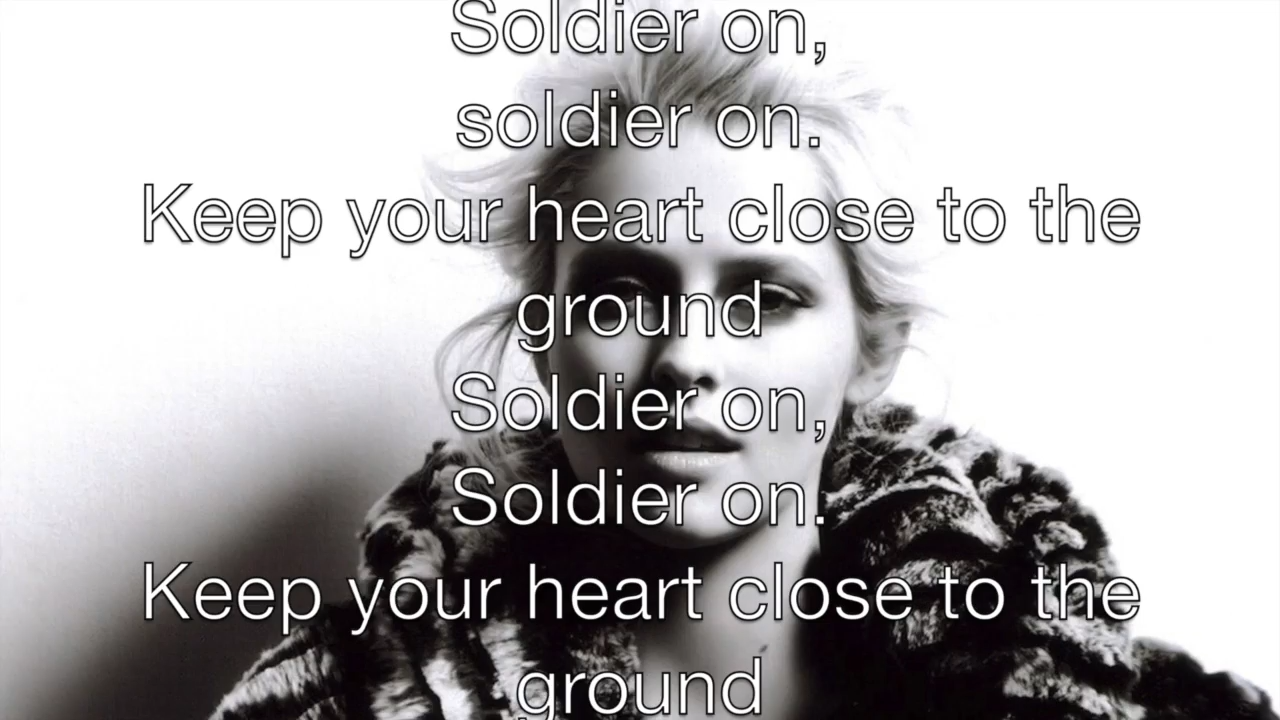 Soldier on,
soldier on.
Keep your heart close to the
ground
Soldier on,
Soldier on.
Keep your heart close to the
ground